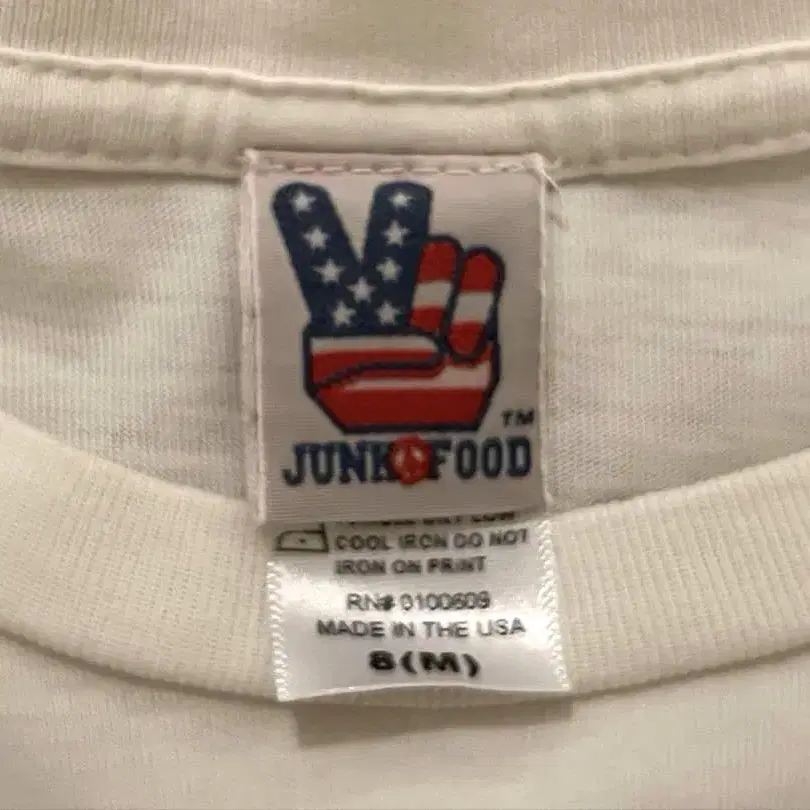 TM
JUNK FOOD
COOL IRON DO NOT
IRON ON PRINT
RN# 0100609
MADE IN THE USA
8(M)